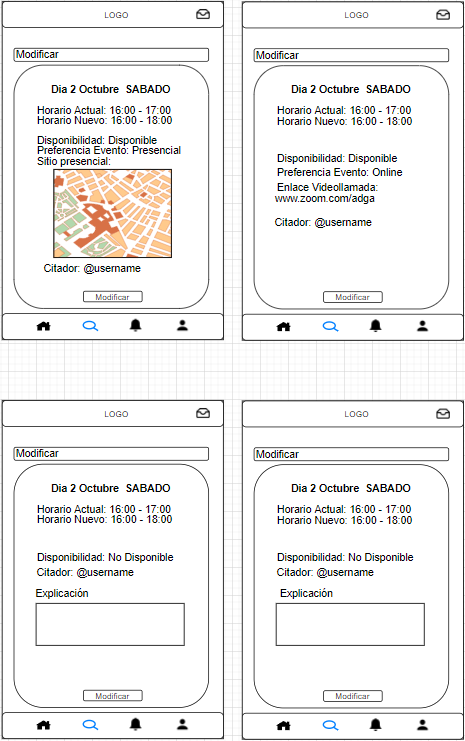 LOGO
Modificar
Dia 2 Octubre SABADO
Horario Actual: 16:00 - 17:00
Horario Nuevo: 16:00 - 18:00
Disponibilidad: Disponible
Preferencia Evento: Presencial
Sitio presencial:
Citador: @username
Modificar
LOGO
Modificar
Dia 2 Octubre SABADO
Horario Actual: 16:00 - 17:00
Horario Nuevo: 16:00 - 18:00
Disponibilidad: Disponible
Preferencia Evento: Online
Enlace Videollamada:
www.zoom.com/adga
Citador: @username
Modificar
LOGO
Modificar
Dia 2 Octubre SABADO
Horario Actual: 16:00 - 17:00
Horario Nuevo: 16:00 - 18:00
Disponibilidad: No Disponible
Citador: @username
Explicación
Modificar
LOGO
Modificar
Dia 2 Octubre SABADO
Horario Actual: 16:00 - 17:00
Horario Nuevo: 16:00 - 18:00
Disponibilidad: No Disponible
Citador: @username
Explicación
Modificar